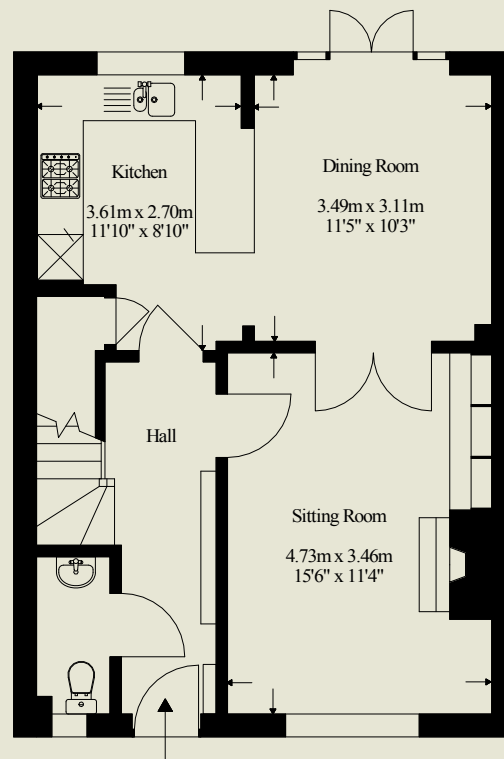 Kitchen
3.61m x 2.70m
11'10" x 8'10"
Dining Room
3.49m x 3.11m
11'5" x 10'3"
Hall
Sitting Room
4.73m x 3.46m
15'6" x 11'4"